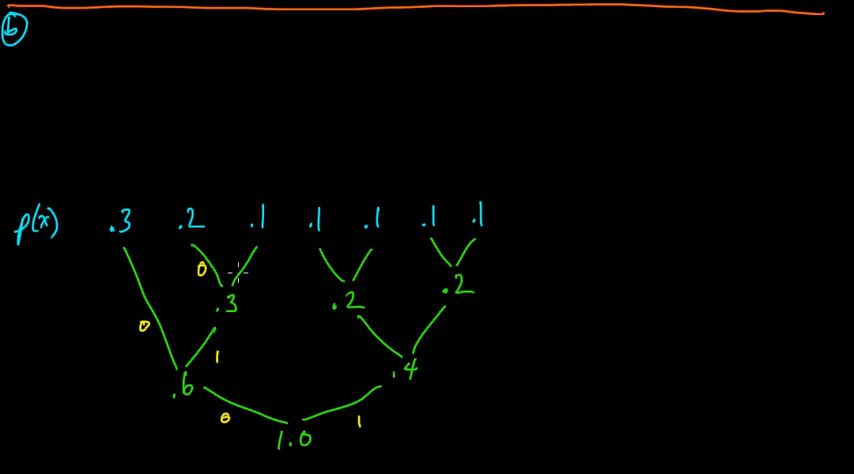 b
p(x) .3 .2 .1 .1 .1 .1 .1
0
.3 .2 .2
0 1
.6 .4
0 1
1.0